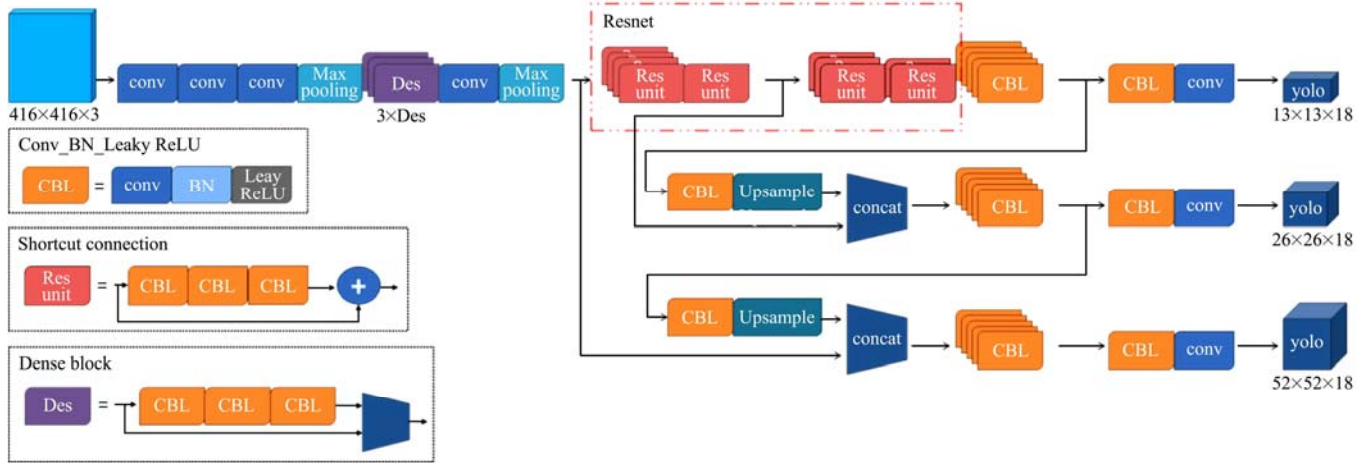 Resnet
conv
conv
conv
Max
pooling
Des
conv
Max
pooling
Res
unit
Res
unit
Res
unit
Res
unit
CBL
CBL
conv
yolo
416×416×3
3×Des
13×13×18
Conv_BN_Leaky ReLU
CBL
=
conv
BN
Leay
ReLU
CBL
Upsample
concat
CBL
CBL
conv
yolo
26×26×18
Shortcut connection
Res
unit
=
CBL
CBL
CBL
+
CBL
Upsample
concat
CBL
CBL
conv
yolo
52×52×18
Dense block
Des
=
CBL
CBL
CBL